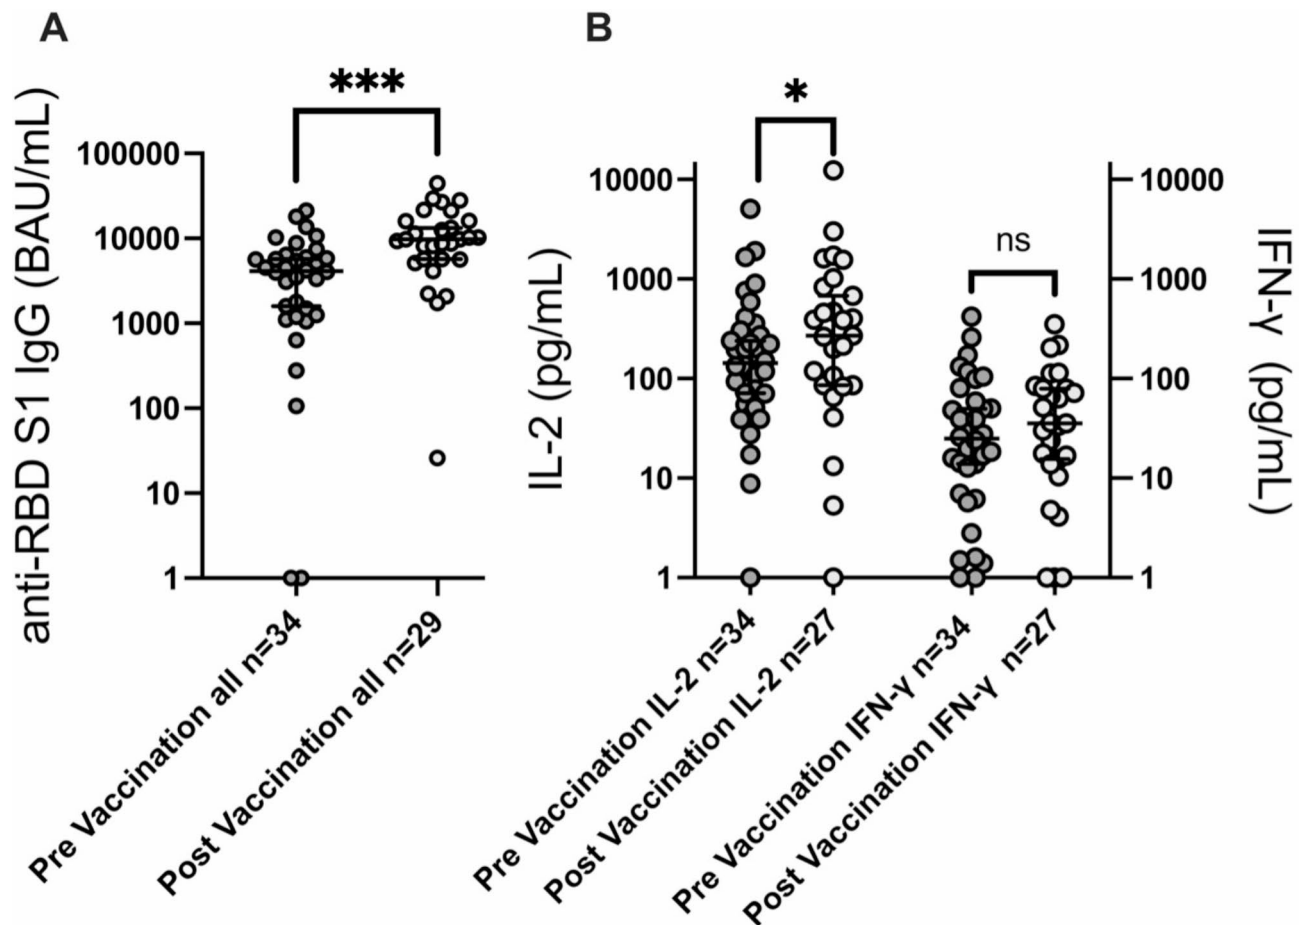 A
anti-RBD S1 IgG (BAU/mL)
***
100000
10000
1000
100
10
1
Pre Vaccination all n=34
Post Vaccination all n=29
B
IL-2 (pg/mL)
*
ns
10000
1000
100
10
1
10000
1000
100
10
1
IFN-γ (pg/mL)
Pre Vaccination IL-2 n=34
Post Vaccination IL-2 n=27
Pre Vaccination IFN-γ n=34
Post Vaccination IFN-γ n=27